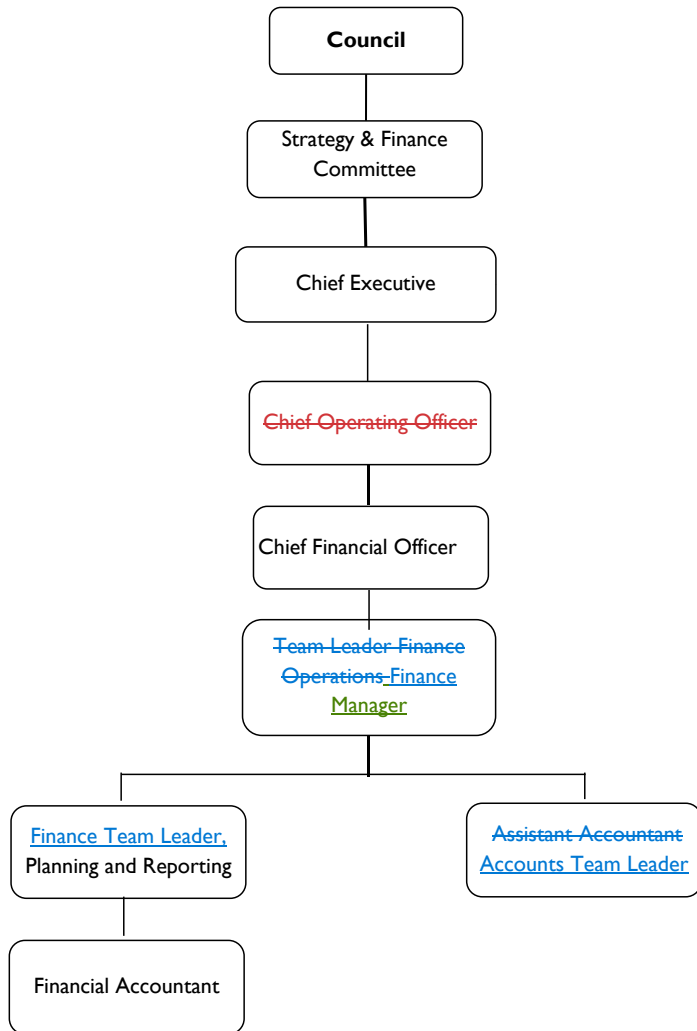 Council
Strategy & Finance
Committee
Chief Executive
Chief Operating Officer
Chief Financial Officer
Team Leader Finance
Operations Finance
Manager
Finance Team Leader,
Planning and Reporting
Assistant Accountant
Accounts Team Leader
Financial Accountant